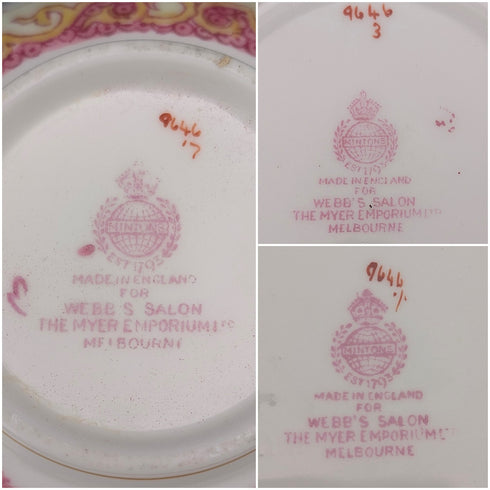 9646
17
MINTONS
EST 1793
MADE IN ENGLAND
FOR
WEBB'S SALON
THE MYER EMPORIUM LTD
MELBOURNE
9646
3
MINTONS
EST 1793
MADE IN ENGLAND
FOR
WEBB'S SALON
THE MYER EMPORIUM LTD
MELBOURNE
9646
MINTONS
EST 1793
MADE IN ENGLAND
FOR
WEBB'S SALON
THE MYER EMPORIUM
MELBOURNE